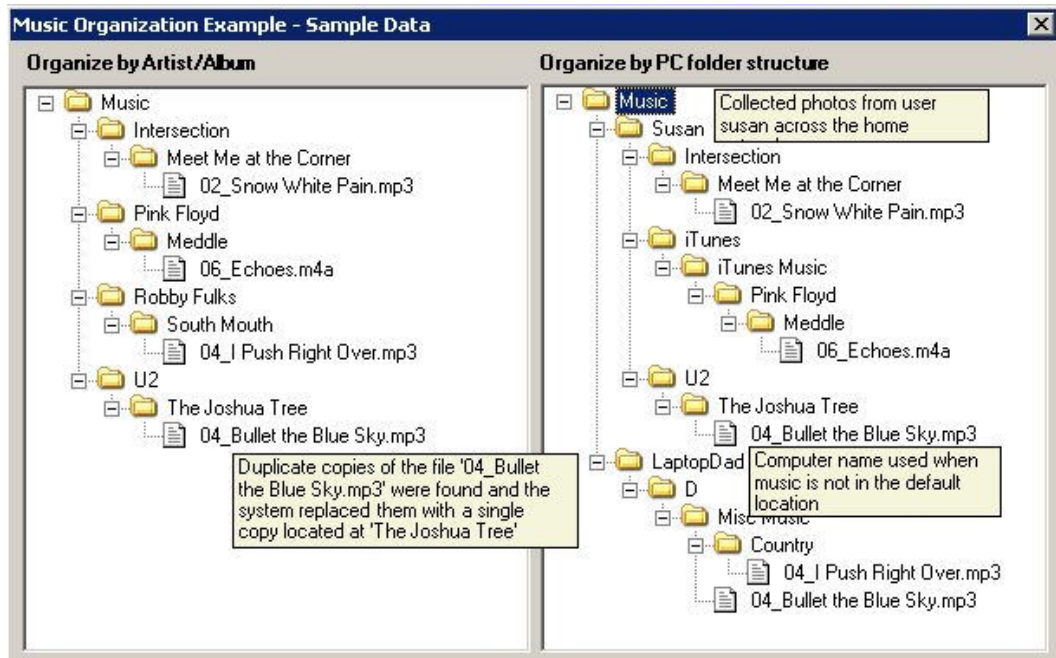 Music Organization Example - Sample Data
Organize by Artist/Album
Music
Intersection
Meet Me at the Corner
02_Snow White Pain.mp3
Pink Floyd
Meddle
06_Echoes.m4a
Robby Fulks
South Mouth
04_I Push Right Over.mp3
U2
The Joshua Tree
04_Bullet the Blue Sky.mp3
Duplicate copies of the file '04_Bullet
the Blue Sky.mp3' were found and the
system replaced them with a single
copy located at 'The Joshua Tree'
Organize by PC folder structure
Music
Collected photos from user
susan across the home
Susan
Intersection
Meet Me at the Corner
02_Snow White Pain.mp3
iTunes
iTunes Music
Pink Floyd
Meddle
06_Echoes.m4a
U2
The Joshua Tree
04_Bullet the Blue Sky.mp3
LaptopDad
Computer name used when
music is not in the default
location
D
Misc Music
Country
04_I Push Right Over.mp3
04_Bullet the Blue Sky.mp3